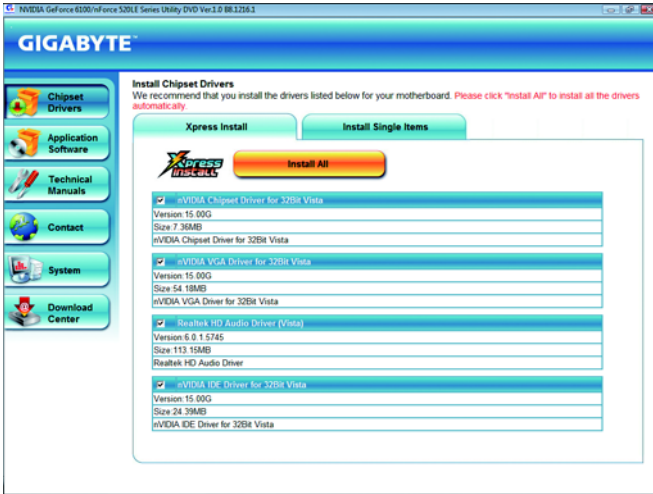 NVIDIA GeForce 6100/nForce 520LE Series Utility DVD Ver.1.0 B8.1216.1
GIGABYTE™
Chipset
Drivers
Application
Software
Technical
Manuals
Contact
System
Download
Center
Install Chipset Drivers
We recommend that you install the drivers listed below for your motherboard. Please click "Install All" to install all the drivers
automatically.
Xpress Install
Install Single Items
Xpress
Install
Install All
nVIDIA Chipset Driver for 32Bit Vista
Version:15.00G
Size:7.36MB
nVIDIA Chipset Driver for 32Bit Vista
nVIDIA VGA Driver for 32Bit Vista
Version:15.00G
Size:54.18MB
nVIDIA VGA Driver for 32Bit Vista
Realtek HD Audio Driver (Vista)
Version:6.0.1.5745
Size:113.15MB
Realtek HD Audio Driver
nVIDIA IDE Driver for 32Bit Vista
Version:15.00G
Size:24.39MB
nVIDIA IDE Driver for 32Bit Vista